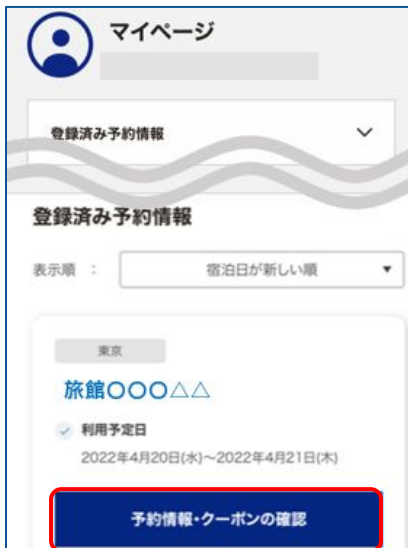 マイページ
登録済み予約情報
登録済み予約情報
表示順 : 宿泊日が新しい順
東京
旅館〇〇〇△△
利用予定日
2022年4月20日(水)～2022年4月21日(木)
予約情報・クーポンの確認